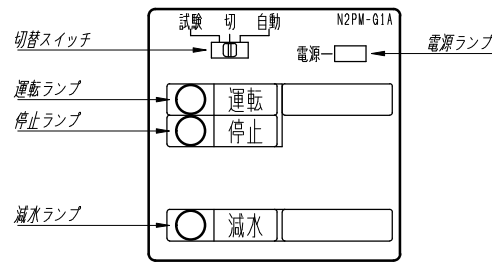 試験 切 自動 N2PM-G1A
切替スイッチ
電源 電源ランプ
運転ランプ 運転
停止ランプ 停止
減水ランプ 減水